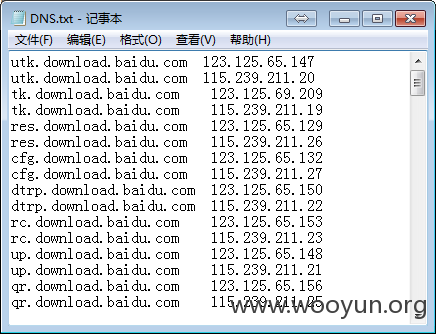 DNS.txt - 记事本
文件(F) 编辑(E) 格式(O) 查看(V) 帮助(H)
utk.download.baidu.com 123.125.65.147
utk.download.baidu.com 115.239.211.20
tk.download.baidu.com 123.125.69.209
tk.download.baidu.com 115.239.211.19
res.download.baidu.com 123.125.65.129
res.download.baidu.com 115.239.211.26
cfg.download.baidu.com 123.125.65.132
cfg.download.baidu.com 115.239.211.27
dtrp.download.baidu.com 123.125.65.150
dtrp.download.baidu.com 115.239.211.22
rc.download.baidu.com 123.125.65.153
rc.download.baidu.com 115.239.211.23
up.download.baidu.com 123.125.65.148
up.download.baidu.com 115.239.211.21
qr.download.baidu.com 123.125.65.156
qr.download.baidu.com 115.239.211.25
www.wooyun.org